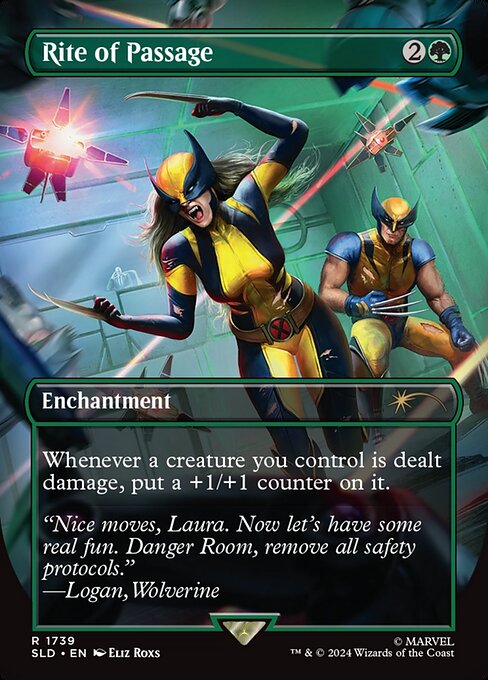 Rite of Passage 2
Enchantment
Whenever a creature you control is dealt
damage, put a +1/+1 counter on it.
“Nice moves, Laura. Now let’s have some
real fun. Danger Room, remove all safety
protocols.”
—Logan, Wolverine
R 1739 © MARVEL
SLD • EN Eliz Roxs ™ & © 2024 Wizards of the Coast